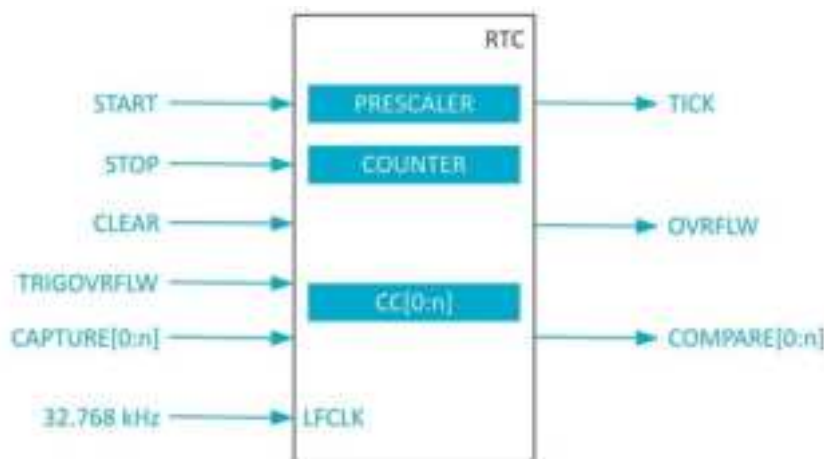 RTC
START
PRESCALER
TICK
STOP
COUNTER
CLEAR
OVRFLW
TRIGOVRFLW
CC[0:n]
CAPTURE[0:n]
COMPARE[0:n]
32.768 kHz
LFCLK